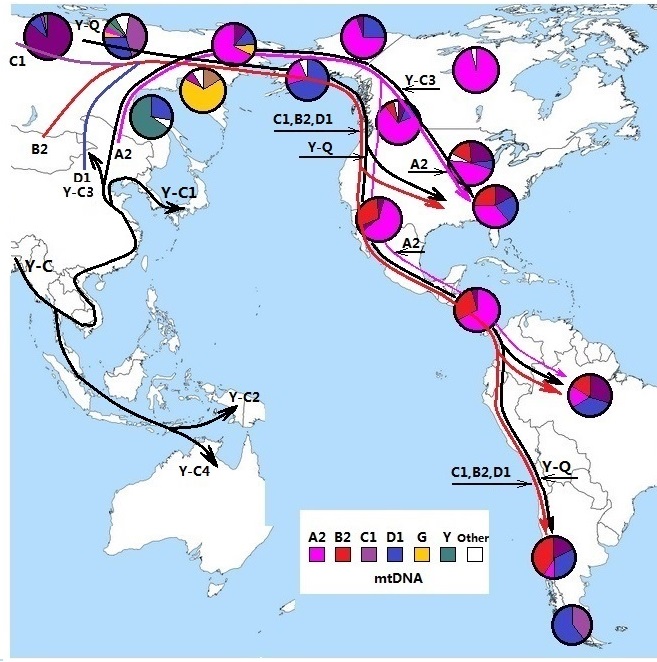 Y-Q
C1
Y-C3
C1,B2,D1
B2
A2
Y-Q
D1
A2
Y-C3
Y-C1
A2
Y-C
Y-C2
Y-C4
C1,B2,D1
Y-Q
A2 B2 C1 D1 G Y Other
mtDNA